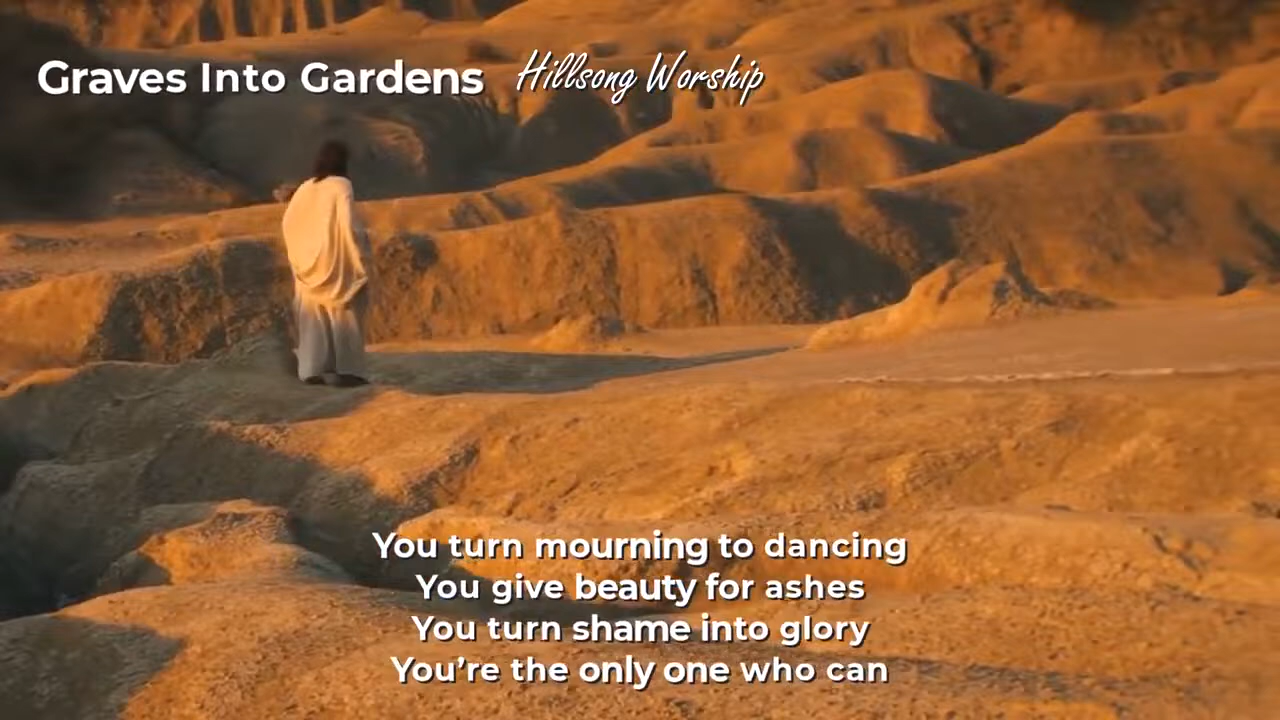 Graves Into Gardens Hillsong Worship
You turn mourning to dancing
You give beauty for ashes
You turn shame into glory
You're the only one who can